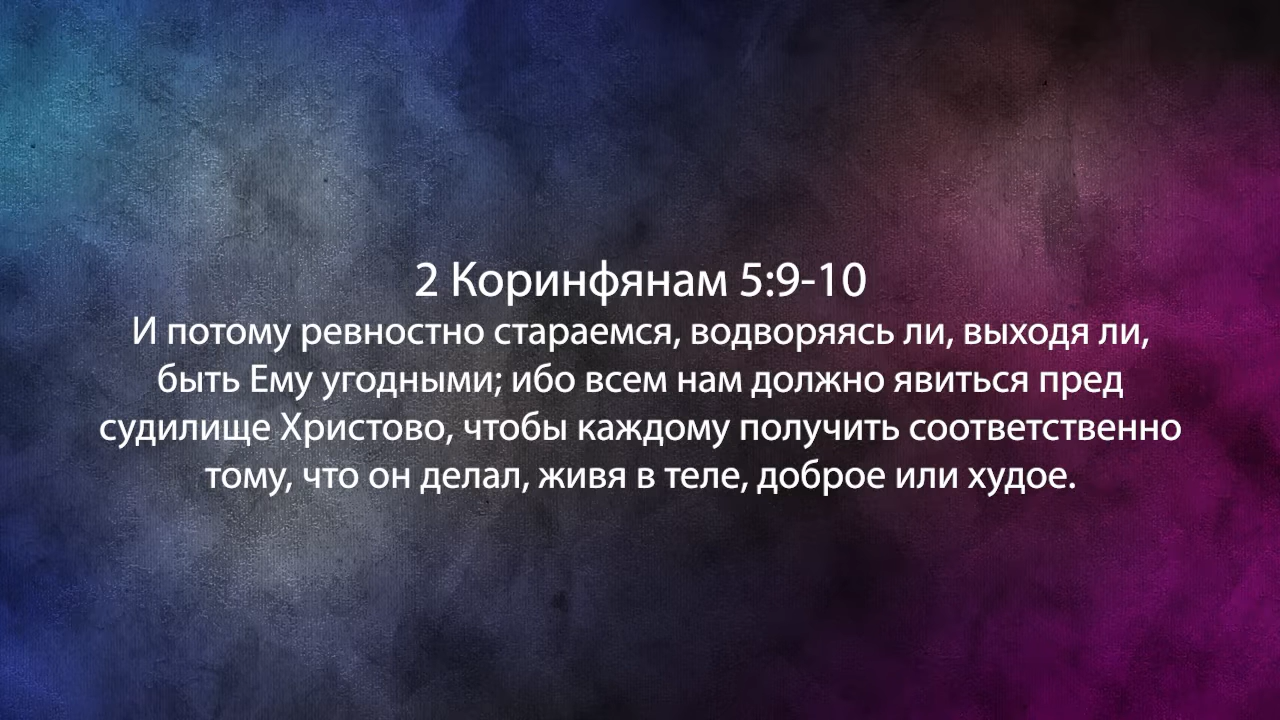 2 Коринфянам 5:9-10
И потому ревностно стараемся, водворяясь ли, выходя ли,
быть Ему угодными; ибо всем нам должно явиться пред
судилище Христово, чтобы каждому получить соответственно
тому, что он делал, живя в теле, доброе или худое.